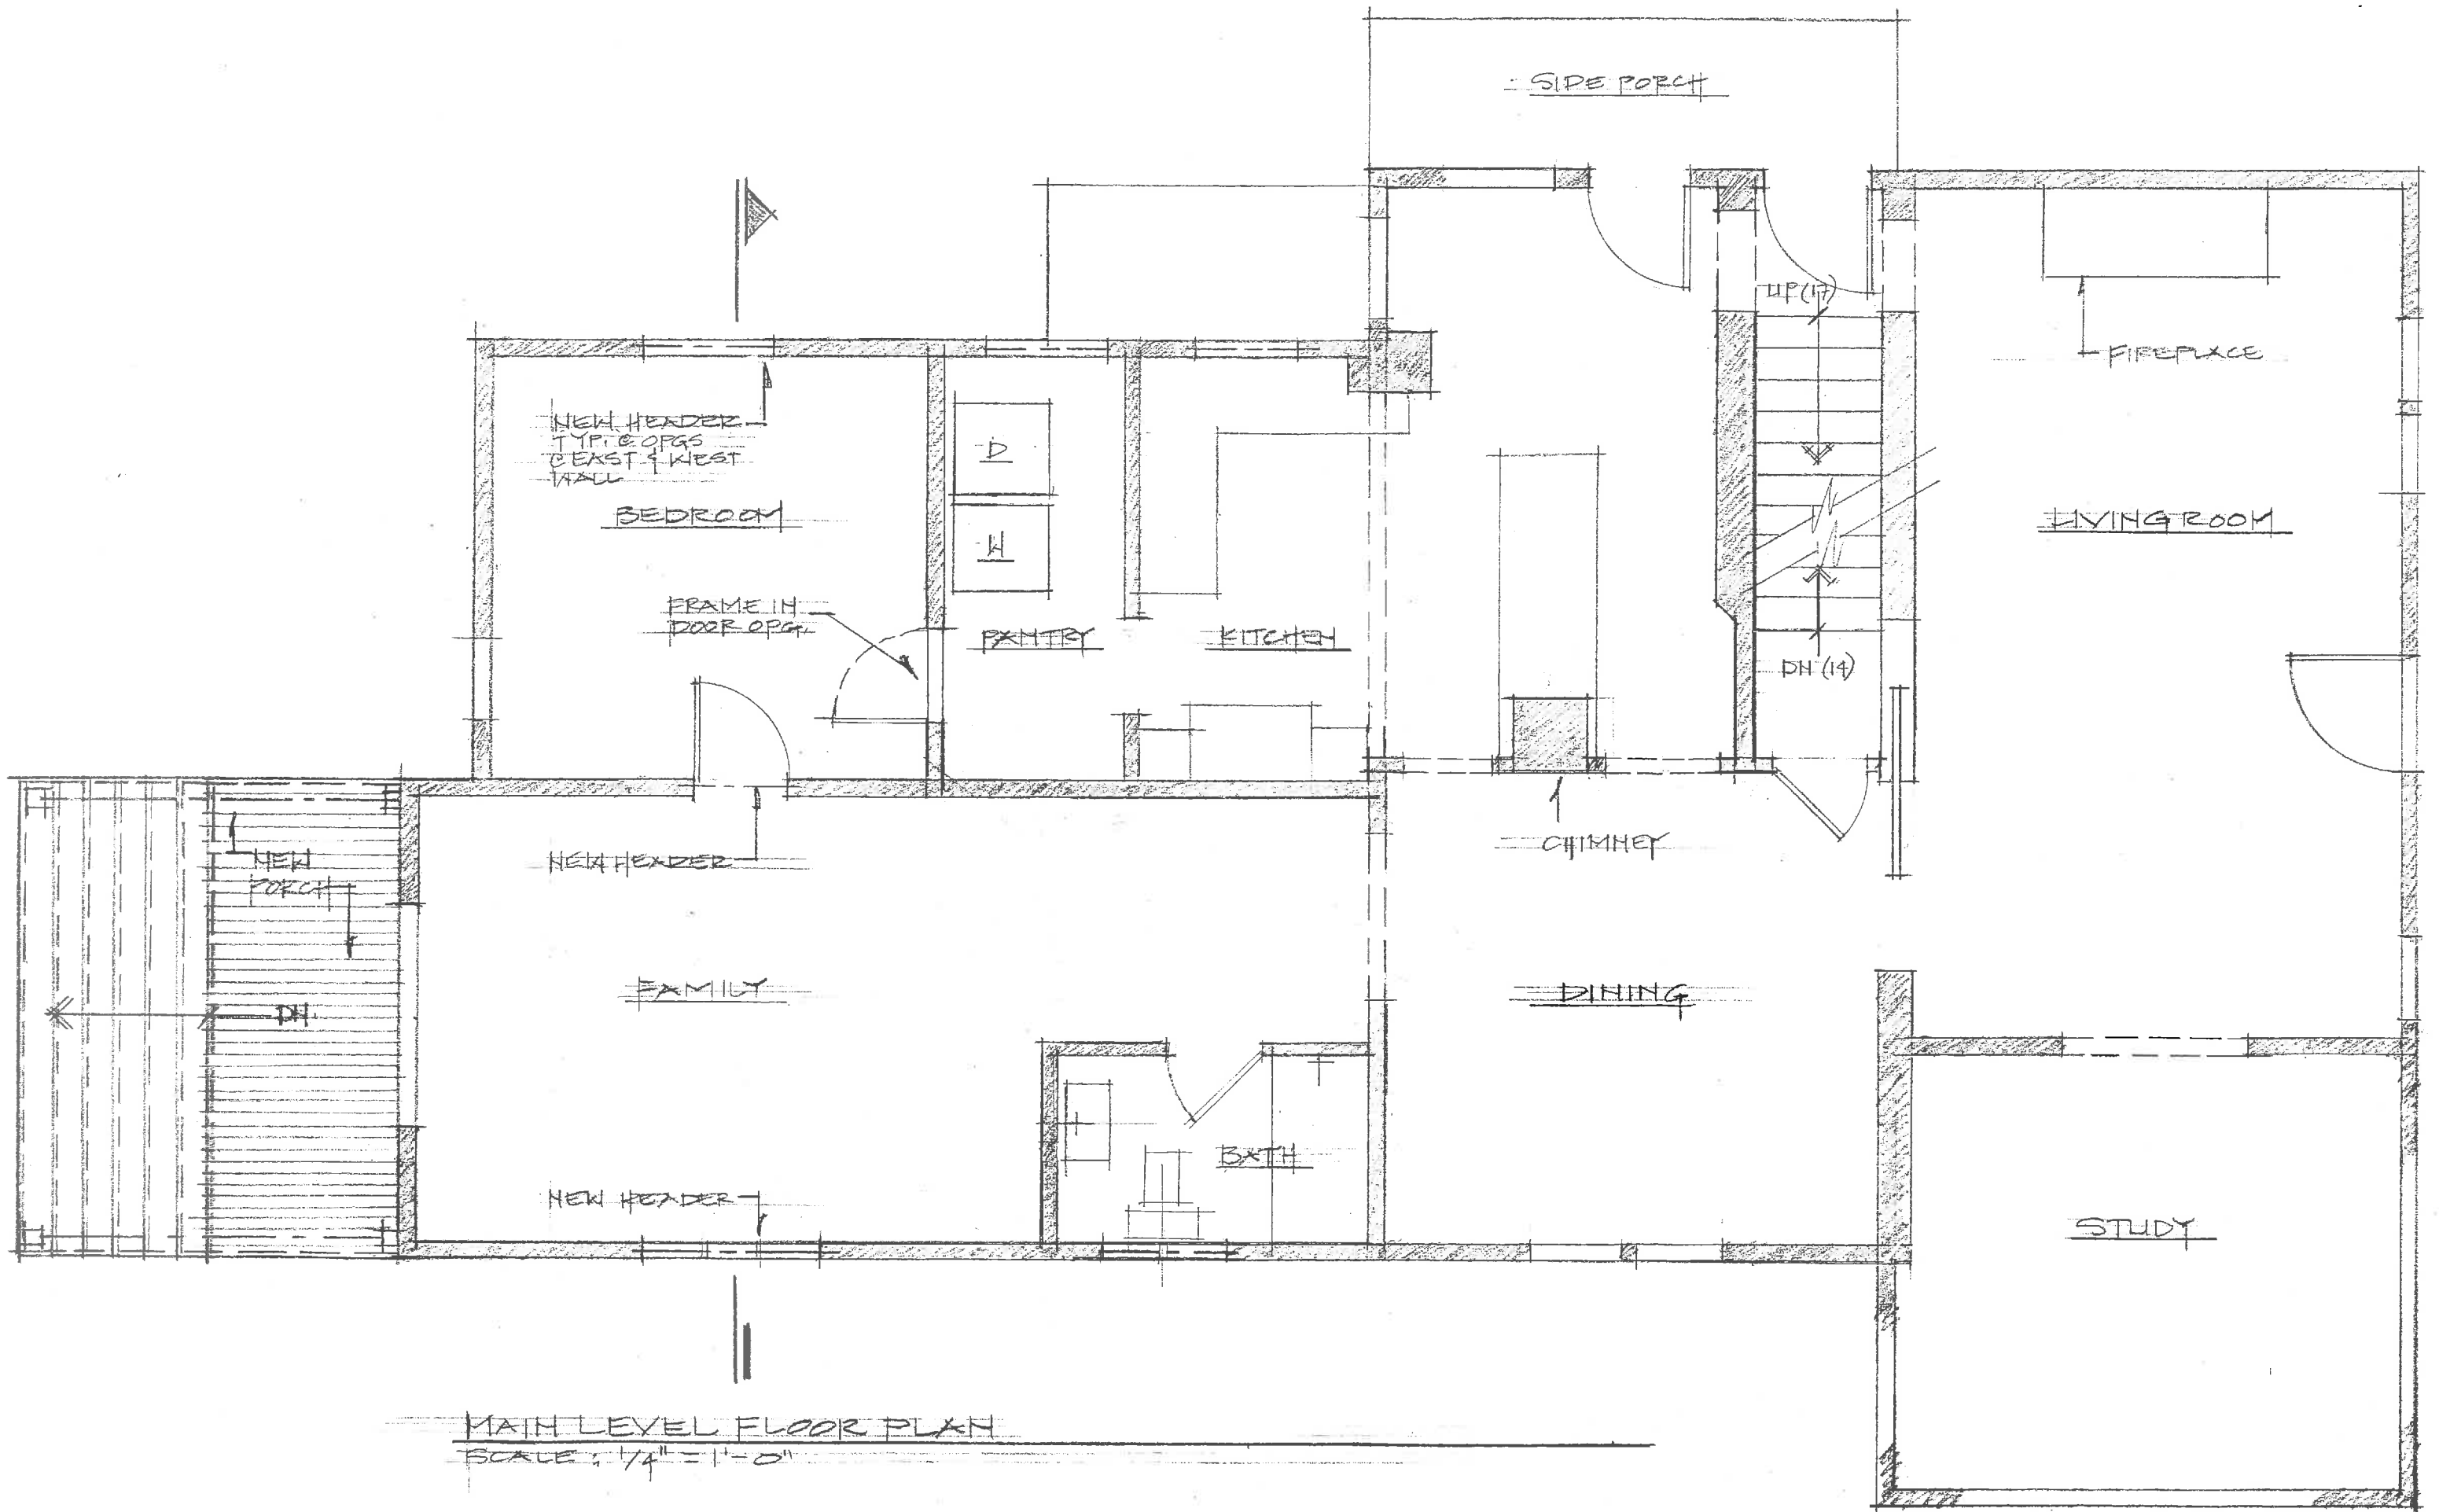 SIDE PORCH
UP (17)
FIREPLACE
NEW HEADER
TYP. @ OPGS
@ EAST & WEST
WALL
D
BEDROOM
LIVING ROOM
W
FRAME IN
DOOR OPG.
PANTRY
KITCHEN
DN (14)
NEW HEADER
CHIMNEY
NEW
PORCH
FAMILY
DINING
DN.
BATH
NEW HEADER
STUDY
MAIN LEVEL FLOOR PLAN
SCALE: 1/4" = 1'-0"